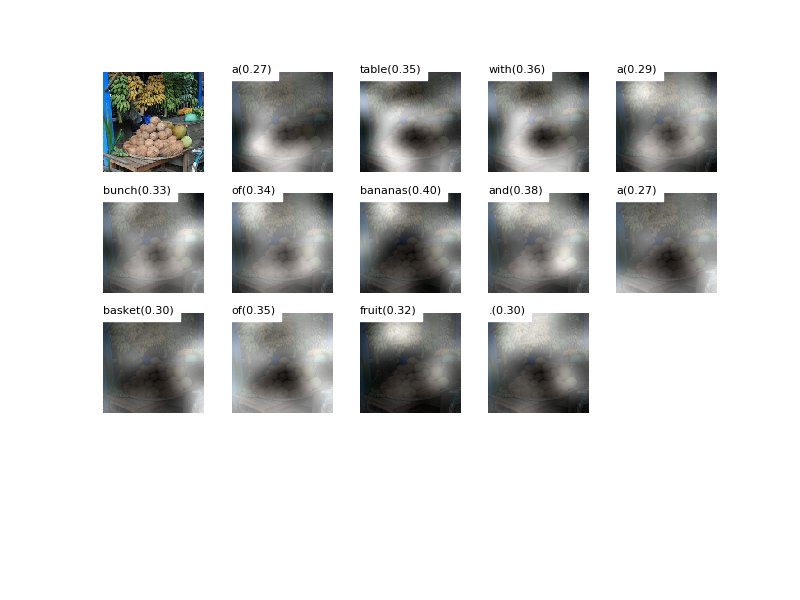 a(0.27) table(0.35) with(0.36) a(0.29)
bunch(0.33) of(0.34) bananas(0.40) and(0.38) a(0.27)
basket(0.30) of(0.35) fruit(0.32) .(0.30)